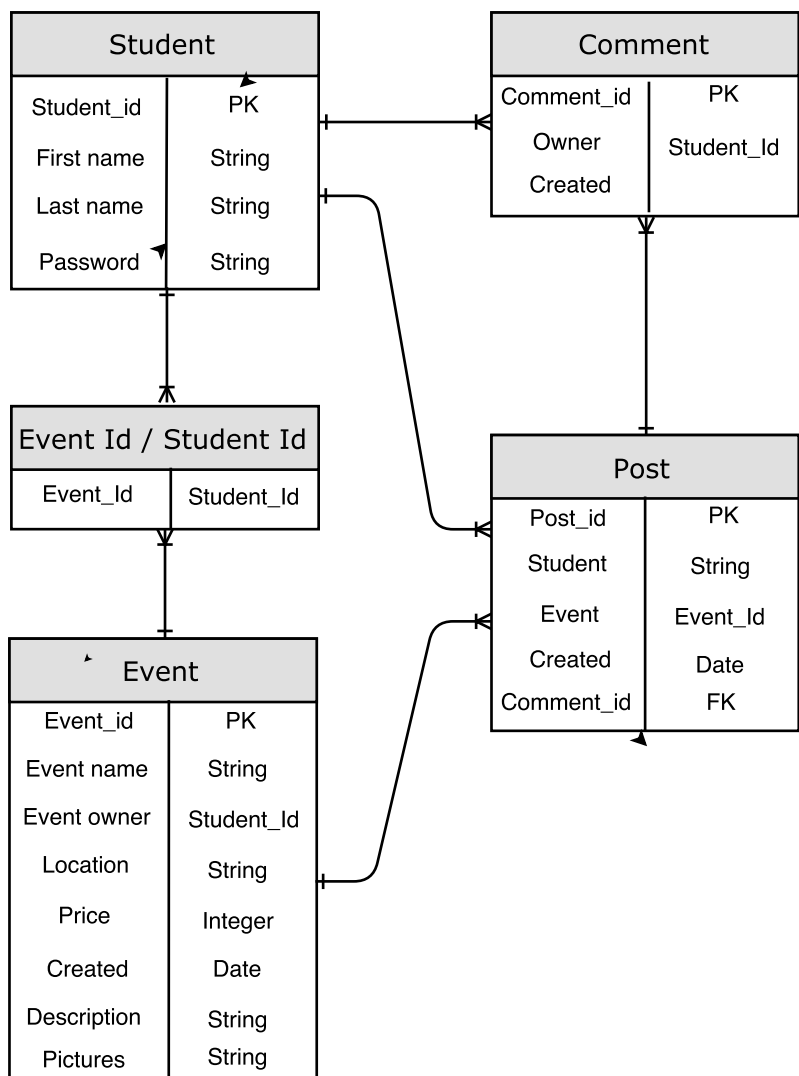 Student
Student_id PK
First name String
Last name String
Password String
Comment
Comment_id PK
Owner Student_Id
Created
Event Id / Student Id
Event_Id Student_Id
Post
Post_id PK
Student String
Event Event_Id
Created Date
Comment_id FK
Event
Event_id PK
Event name String
Event owner Student_Id
Location String
Price Integer
Created Date
Description String
Pictures String